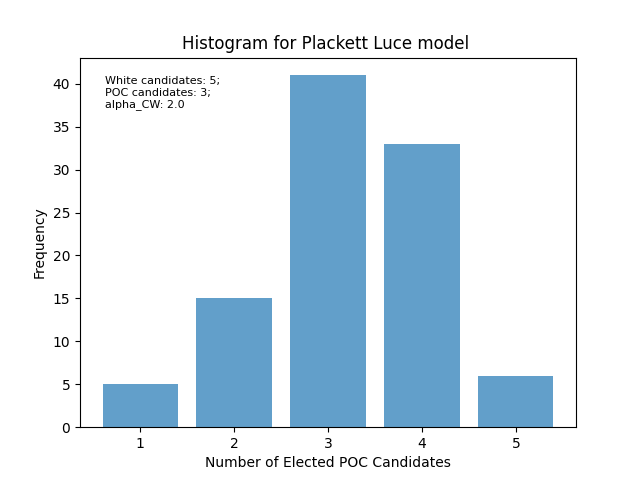 Histogram for Plackett Luce model
White candidates: 5;
POC candidates: 3;
alpha_CW: 2.0
40
35
30
25
20
15
10
5
0
Frequency
1 2 3 4 5
Number of Elected POC Candidates